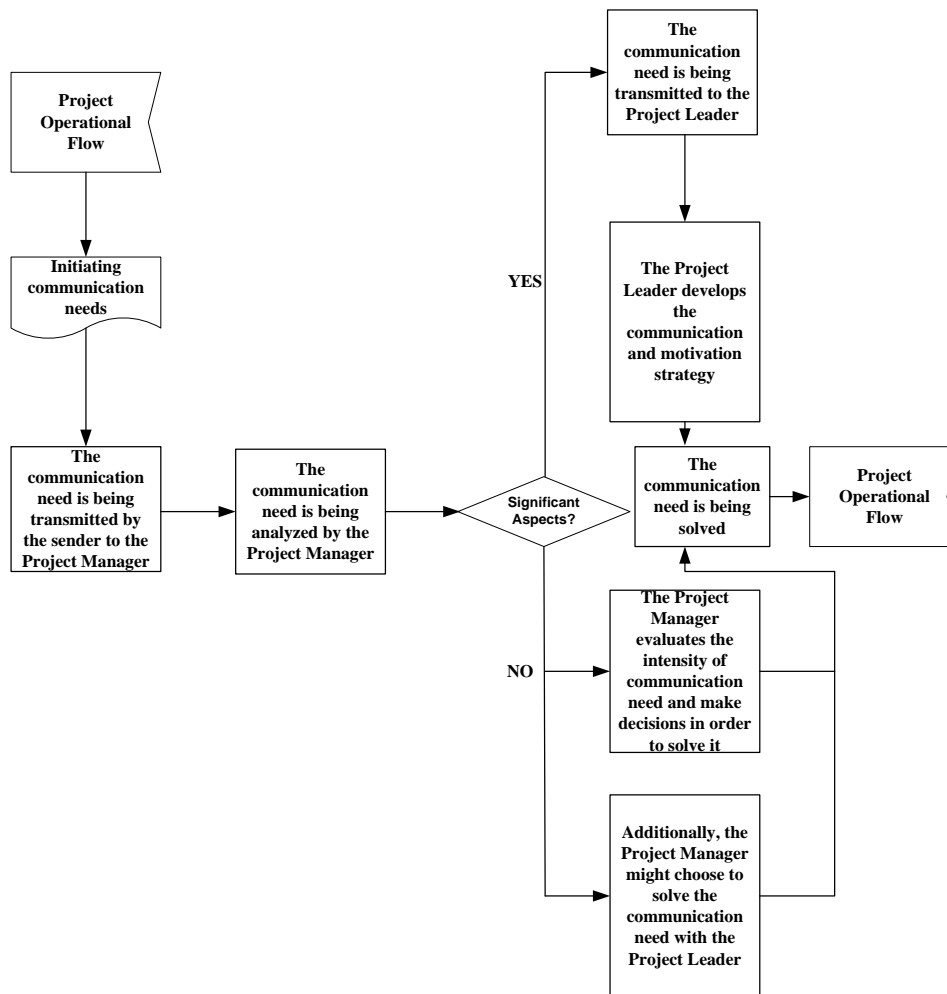 Project
Operational
Flow
Initiating
communication
needs
The
communication
need is being
transmitted by
the sender to the
Project Manager
The
communication
need is being
analyzed by the
Project Manager
Significant
Aspects?
YES
The
communication
need is being
transmitted to the
Project Leader
The Project
Leader develops
the
communication
and motivation
strategy
The
communication
need is being
solved
Project
Operational
Flow
NO
The Project
Manager
evaluates the
intensity of
communication
need and make
decisions in order
to solve it
Additionally, the
Project Manager
might choose to
solve the
communication
need with the
Project Leader